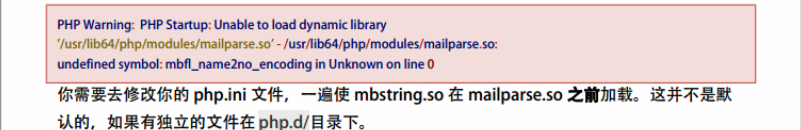 PHP Warning: PHP Startup: Unable to load dynamic library
'/usr/lib64/php/modules/mailparse.so' - /usr/lib64/php/modules/mailparse.so:
undefined symbol: mbfl_name2no_encoding in Unknown on line 0
你需要去修改你的 php.ini 文件，一遍使 mbstring.so 在 mailparse.so 之前加载。这并不是默
认的，如果有独立的文件在 php.d/目录下。